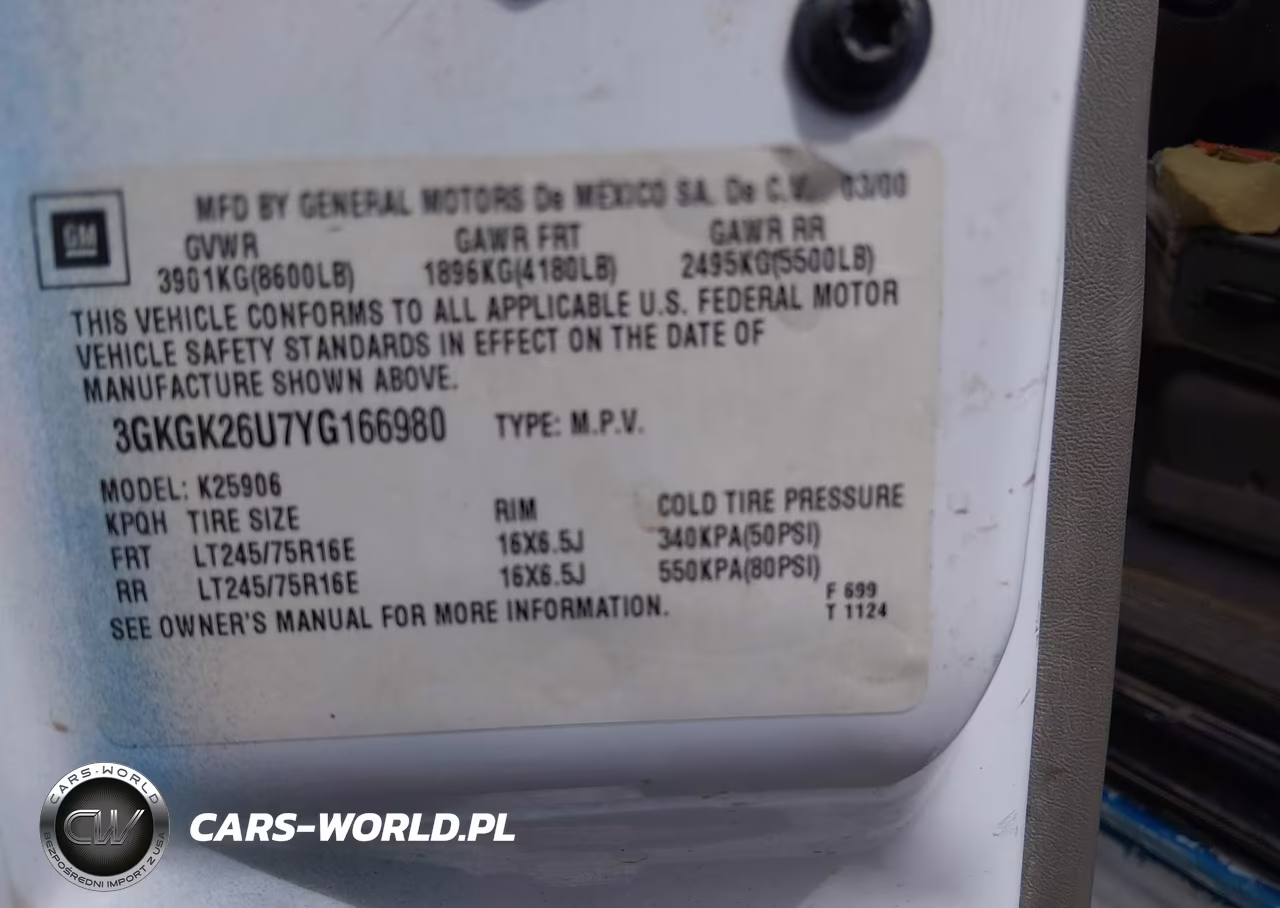 MFD BY GENERAL MOTORS De MEXICO SA. De C.V. 03/00
GM
GVWR GAWR FRT GAWR RR
3901KG(8600LB) 1896KG(4180LB) 2495KG(5500LB)
THIS VEHICLE CONFORMS TO ALL APPLICABLE U.S. FEDERAL MOTOR
VEHICLE SAFETY STANDARDS IN EFFECT ON THE DATE OF
MANUFACTURE SHOWN ABOVE.
3GKGK26U7YG166980 TYPE: M.P.V.
MODEL: K25906
KPQH TIRE SIZE RIM COLD TIRE PRESSURE
FRT LT245/75R16E 16X6.5J 340KPA(50PSI)
RR LT245/75R16E 16X6.5J 550KPA(80PSI)
SEE OWNER'S MANUAL FOR MORE INFORMATION.
F 699
T 1124
CARS-WORLD
CW
BEZPOŚREDNI IMPORT Z USA
CARS-WORLD.PL